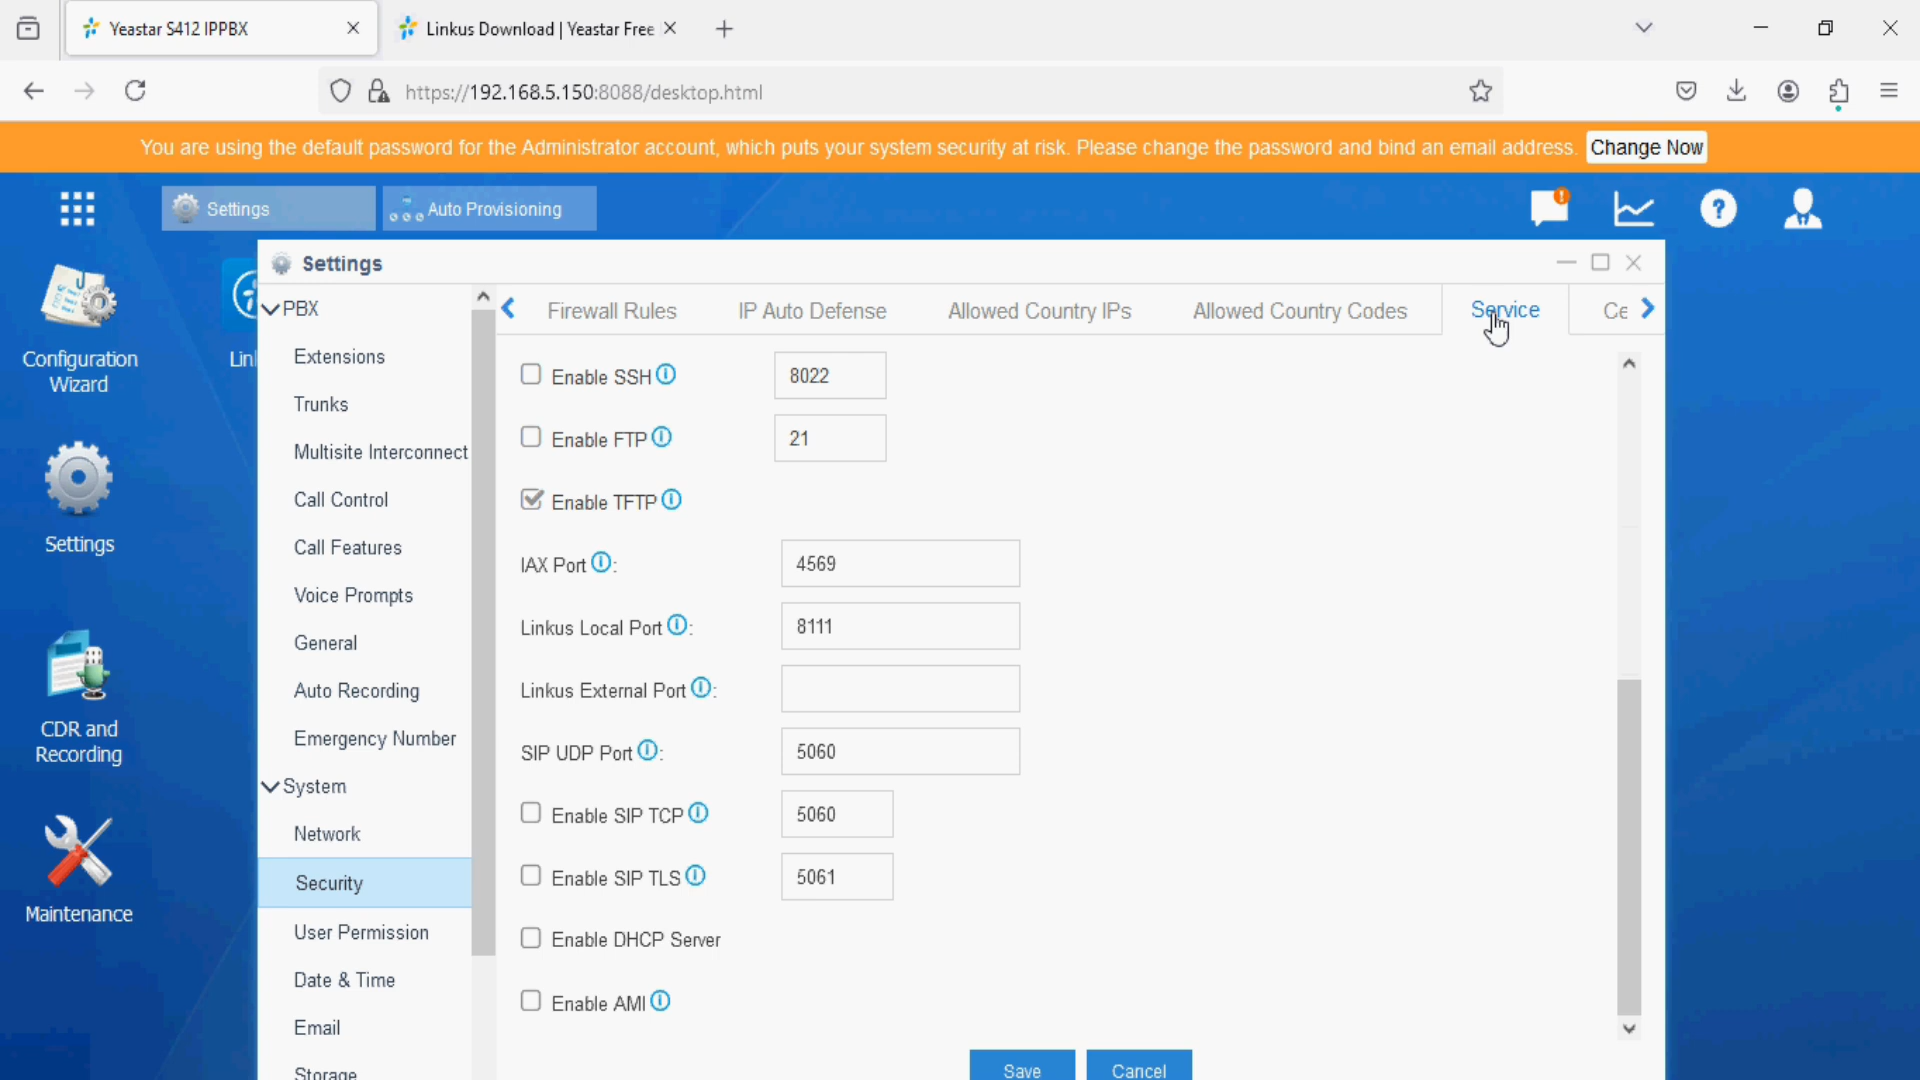 Yeastar S412 IPPBX
Linkus Download | Yeastar Free
https://192.168.5.150:8088/desktop.html
You are using the default password for the Administrator account, which puts your system security at risk. Please change the password and bind an email address.
Change Now
Settings
Auto Provisioning
Configuration
Wizard
Lin
Settings
CDR and
Recording
Maintenance
Settings
PBX
Extensions
Trunks
Multisite Interconnect
Call Control
Call Features
Voice Prompts
General
Auto Recording
Emergency Number
System
Network
Security
User Permission
Date & Time
Email
Storage
Firewall Rules
IP Auto Defense
Allowed Country IPs
Allowed Country Codes
Service
Ce
Enable SSH
8022
Enable FTP
21
Enable TFTP
IAX Port :
4569
Linkus Local Port :
8111
Linkus External Port :
SIP UDP Port :
5060
Enable SIP TCP
5060
Enable SIP TLS
5061
Enable DHCP Server
Enable AMI
Save
Cancel